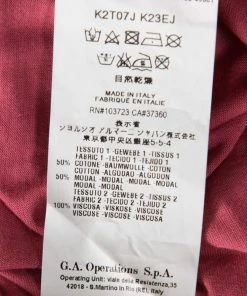 K2T07J K23EJ
自然乾燥
MADE IN ITALY
FABRIQUÉ EN ITALIE
RN#103723 CA#37360
表示者
ジョルジオ アルマーニ ジャパン株式会社
東京都中央区銀座5-5-4
TESSUTO 1 -GEWEBE 1 -TISSUS 1
FABRIC 1 -TECIDO 1 -TEJIDO 1
50% COTONE -BAUMWOLLE -COTON
COTTON -ALGODAO -ALGODON
50% MODAL -MODAL -MODAL
MODAL -MODAL -MODAL
TESSUTO 2 -GEWEBE 2 -TISSUS 2
FABRIC 2 -TECIDO 2 -TEJIDO 2
100% VISCOSA -VISKOSE -VISCOSE
VISCOSE -VISCOSE -VISCOSA
G.A. Operations S.p.A.
Operating unit: viale della Resistenza,35
42018 - S.Martino in Rio (RE), Italy